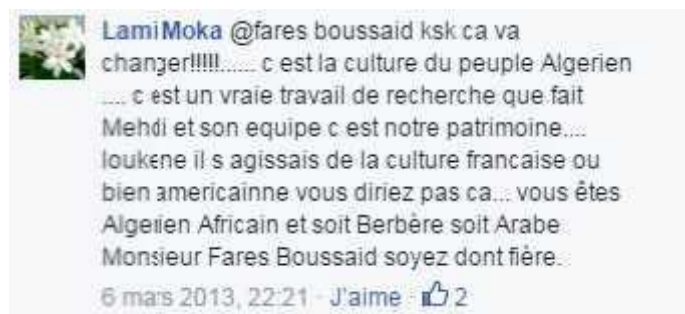 Lami Moka @fares boussaid ksk ca va
changer!!!!!...... c est la culture du peuple Algerien
.... c est un vraie travail de recherche que fait
Mehdi et son equipe c est notre patrimoine....
loukene il s agissais de la culture francaise ou
bien americainne vous diriez pas ca... vous êtes
Algerien Africain et soit Berbère soit Arabe
Monsieur Fares Boussaid soyez dont fière.
6 mars 2013, 22:21 · J'aime · 2